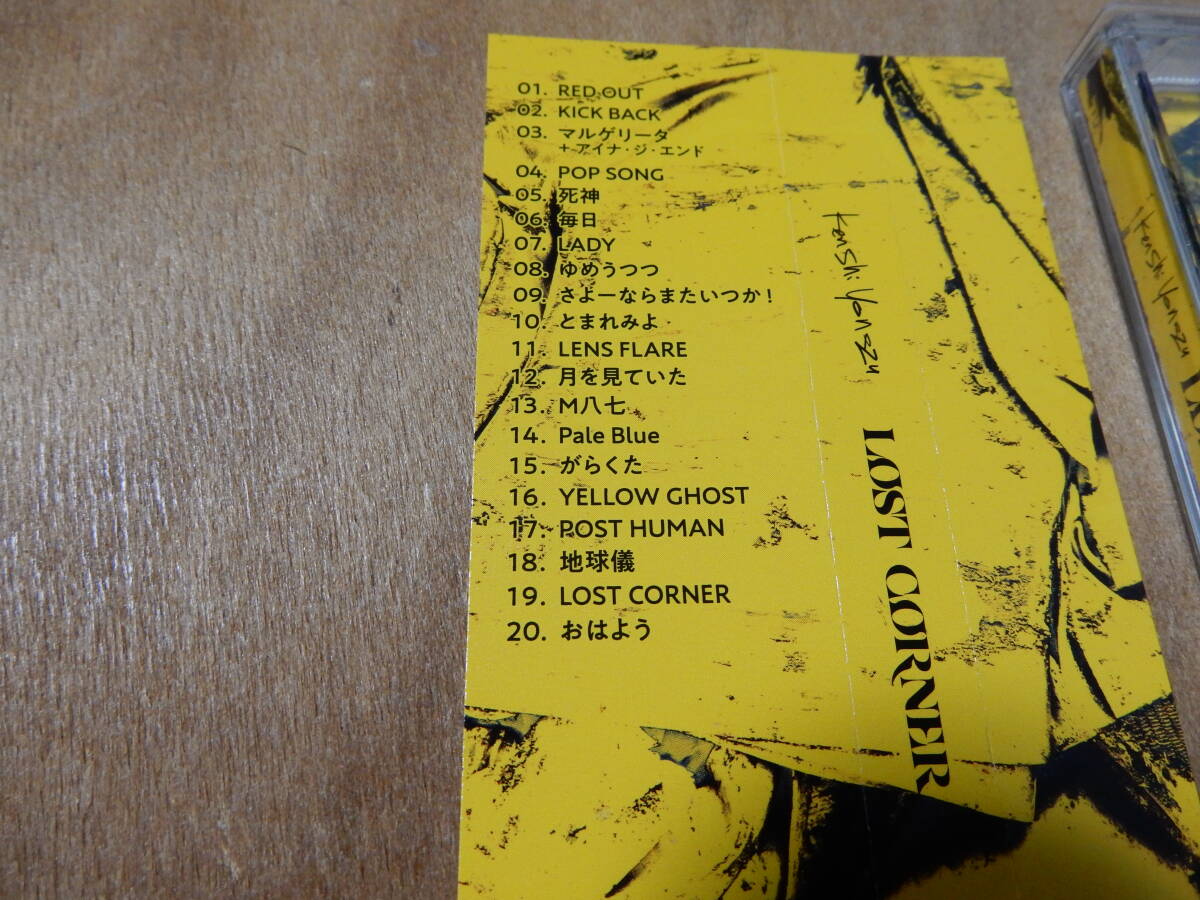 01. RED OUT
02. KICK BACK
03. マルゲリータ
+ アイナ・ジ・エンド
04. POP SONG
05. 死神
06. 毎日
07. LADY
08. ゆめうつつ
09. さよーならまたいつか！
10. とまれみよ
11. LENS FLARE
12. 月を見ていた
13. M八七
14. Pale Blue
15. がらくた
16. YELLOW GHOST
17. POST HUMAN
18. 地球儀
19. LOST CORNER
20. おはよう
Kenshi Yonezu
LOST CORNER
Kenshi Yonezu